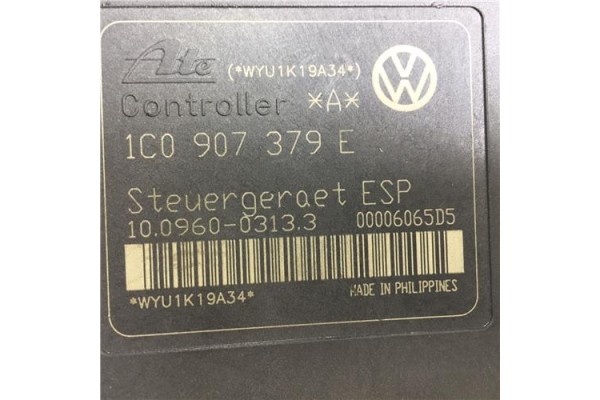 Ate (*WYU1K19A34*)
Controller *A*
1C0 907 379 E
Steuergeraet ESP
10.0960-0313.3 00006065D5
*WYU1K19A34*
MADE IN PHILIPPINES